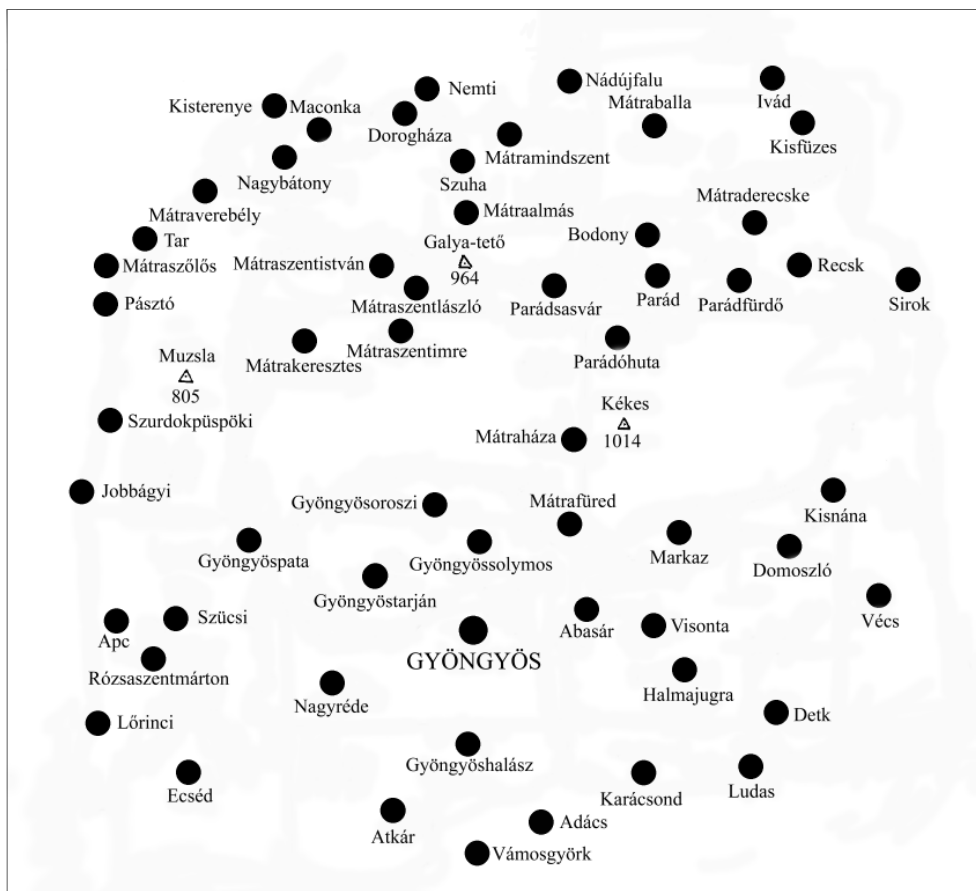 Nemti
Nádújfalu
Ivád
Kisterenye
Maconka
Mátraballa
Dorogháza
Kisfüzes
Mátramindszent
Nagybátony
Szuha
Mátraverebély
Mátraderecske
Mátraalmás
Tar
Bodony
Galya-tető
964
Mátraszőlős
Mátraszentistván
Recsk
Parád
Parádfürdő
Sirok
Pásztó
Mátraszentlászló
Parádsasvár
Mátraszentimre
Mátrakeresztes
Parádóhuta
Muzsla
805
Kékes
1014
Szurdokpüspöki
Mátraháza
Jobbágyi
Gyöngyösoroszi
Mátrafüred
Kisnána
Gyöngyöspata
Gyöngyössolymos
Markaz
Domoszló
Gyöngyöstarján
Szücsi
Abasár
Visonta
Vécs
Apc
GYÖNGYÖS
Rózsaszentmárton
Halmajugra
Nagyréde
Detk
Lőrinci
Gyöngyöshalász
Ecséd
Karácsond
Ludas
Atkár
Adács
Vámosgyörk